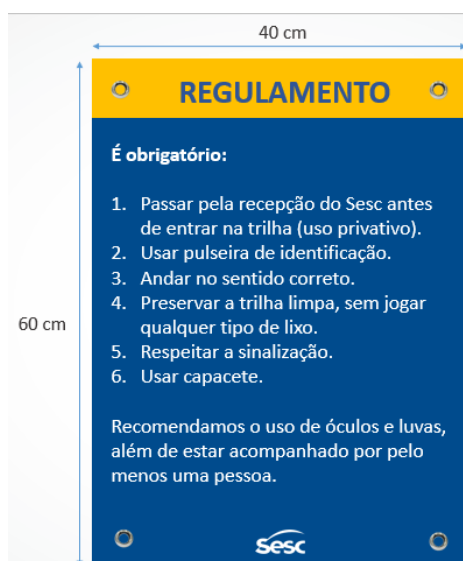 40 cm
REGULAMENTO
É obrigatório:
1. Passar pela recepção do Sesc antes
de entrar na trilha (uso privativo).
2. Usar pulseira de identificação.
3. Andar no sentido correto.
4. Preservar a trilha limpa, sem jogar
qualquer tipo de lixo.
5. Respeitar a sinalização.
6. Usar capacete.
60 cm
Recomendamos o uso de óculos e luvas,
além de estar acompanhado por pelo
menos uma pessoa.
Sesc